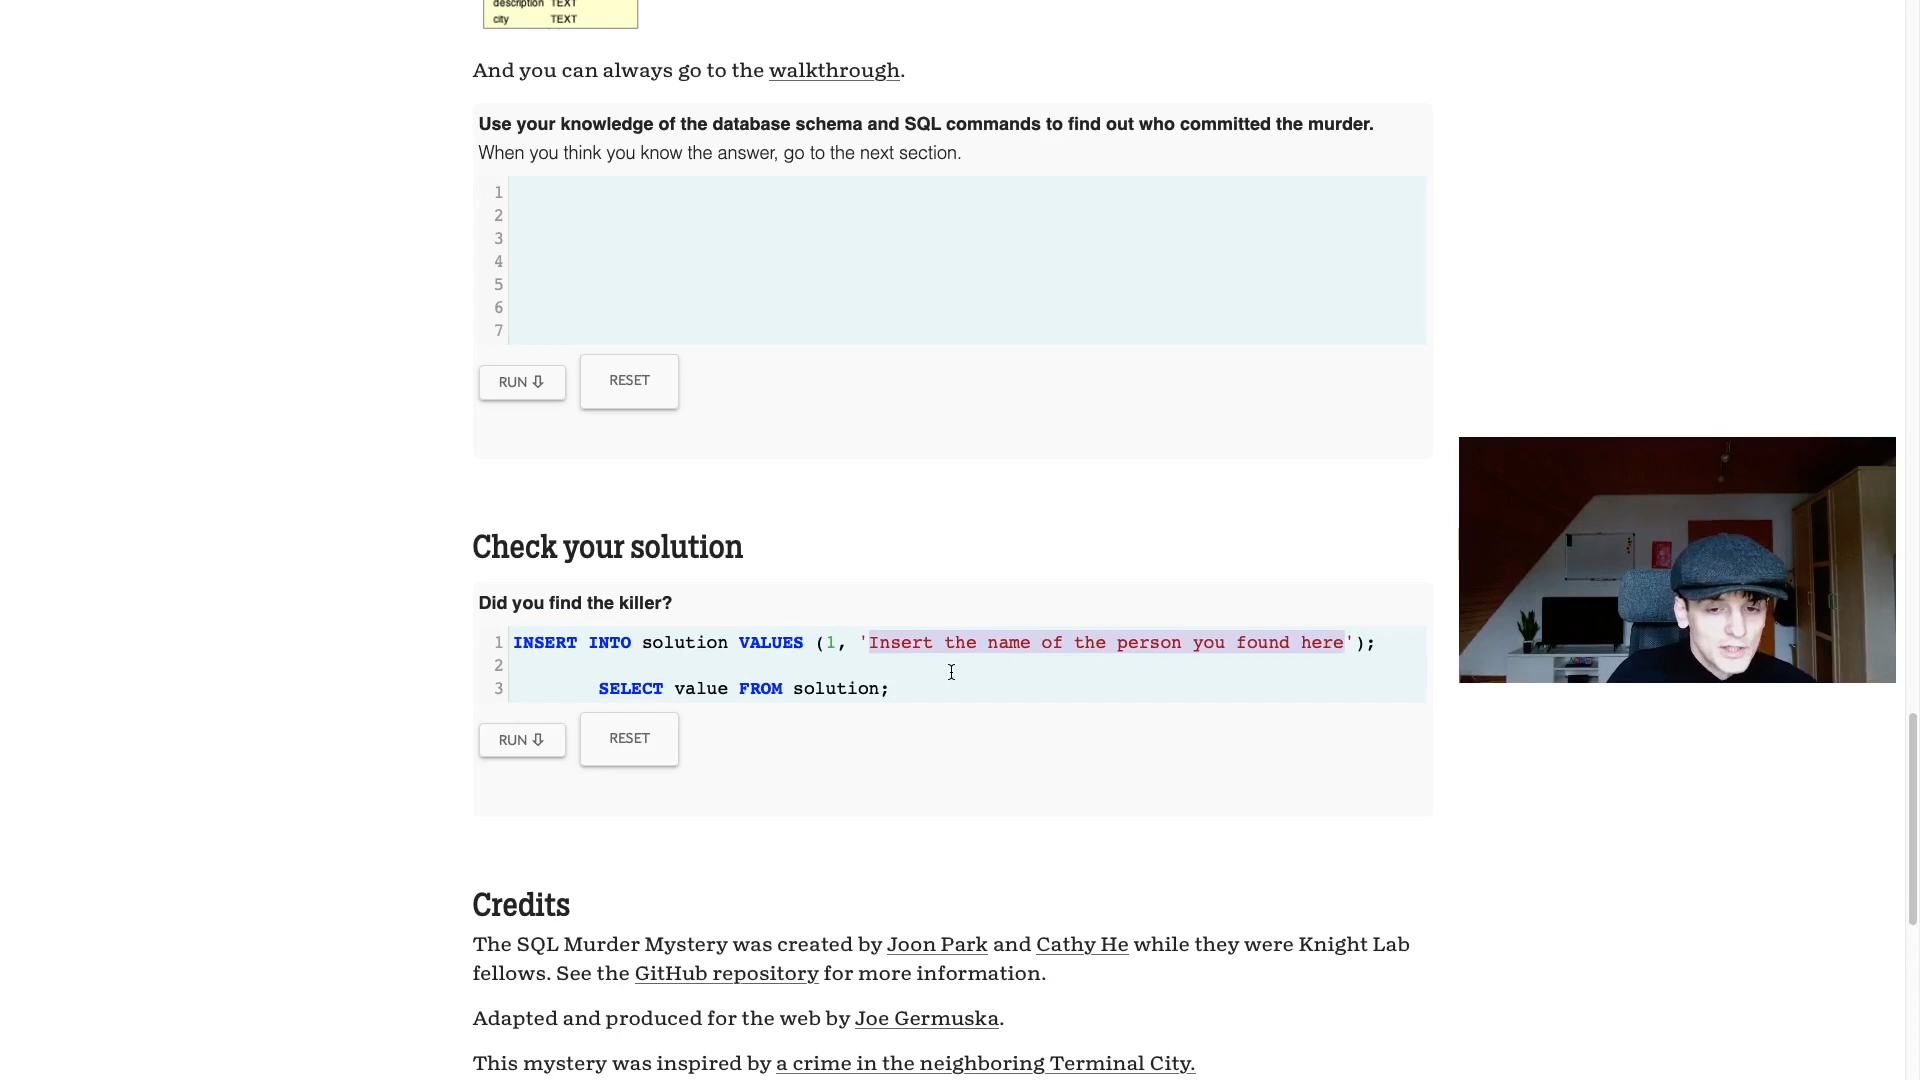 description TEXT
city TEXT
And you can always go to the walkthrough.
Use your knowledge of the database schema and SQL commands to find out who committed the murder.
When you think you know the answer, go to the next section.
1
2
3
4
5
6
7
RUN ⇩ RESET
Check your solution
Did you find the killer?
1 INSERT INTO solution VALUES (1, 'Insert the name of the person you found here');
2
3 SELECT value FROM solution;
RUN ⇩ RESET
Credits
The SQL Murder Mystery was created by Joon Park and Cathy He while they were Knight Lab
fellows. See the GitHub repository for more information.
Adapted and produced for the web by Joe Germuska.
This mystery was inspired by a crime in the neighboring Terminal City.